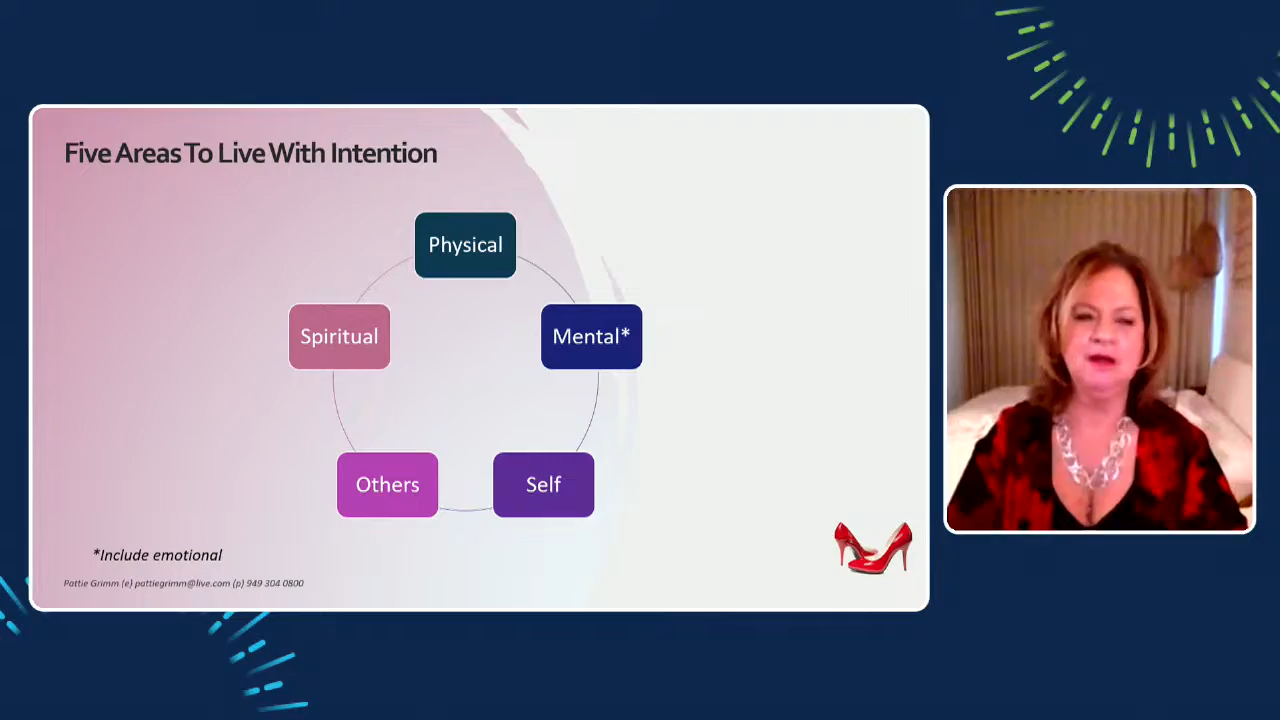 Five Areas To Live With Intention
Physical
Spiritual
Mental*
Others
Self
*Include emotional
Pattie Grimm (e) pattiegrimm@live.com (p) 949 304 0800